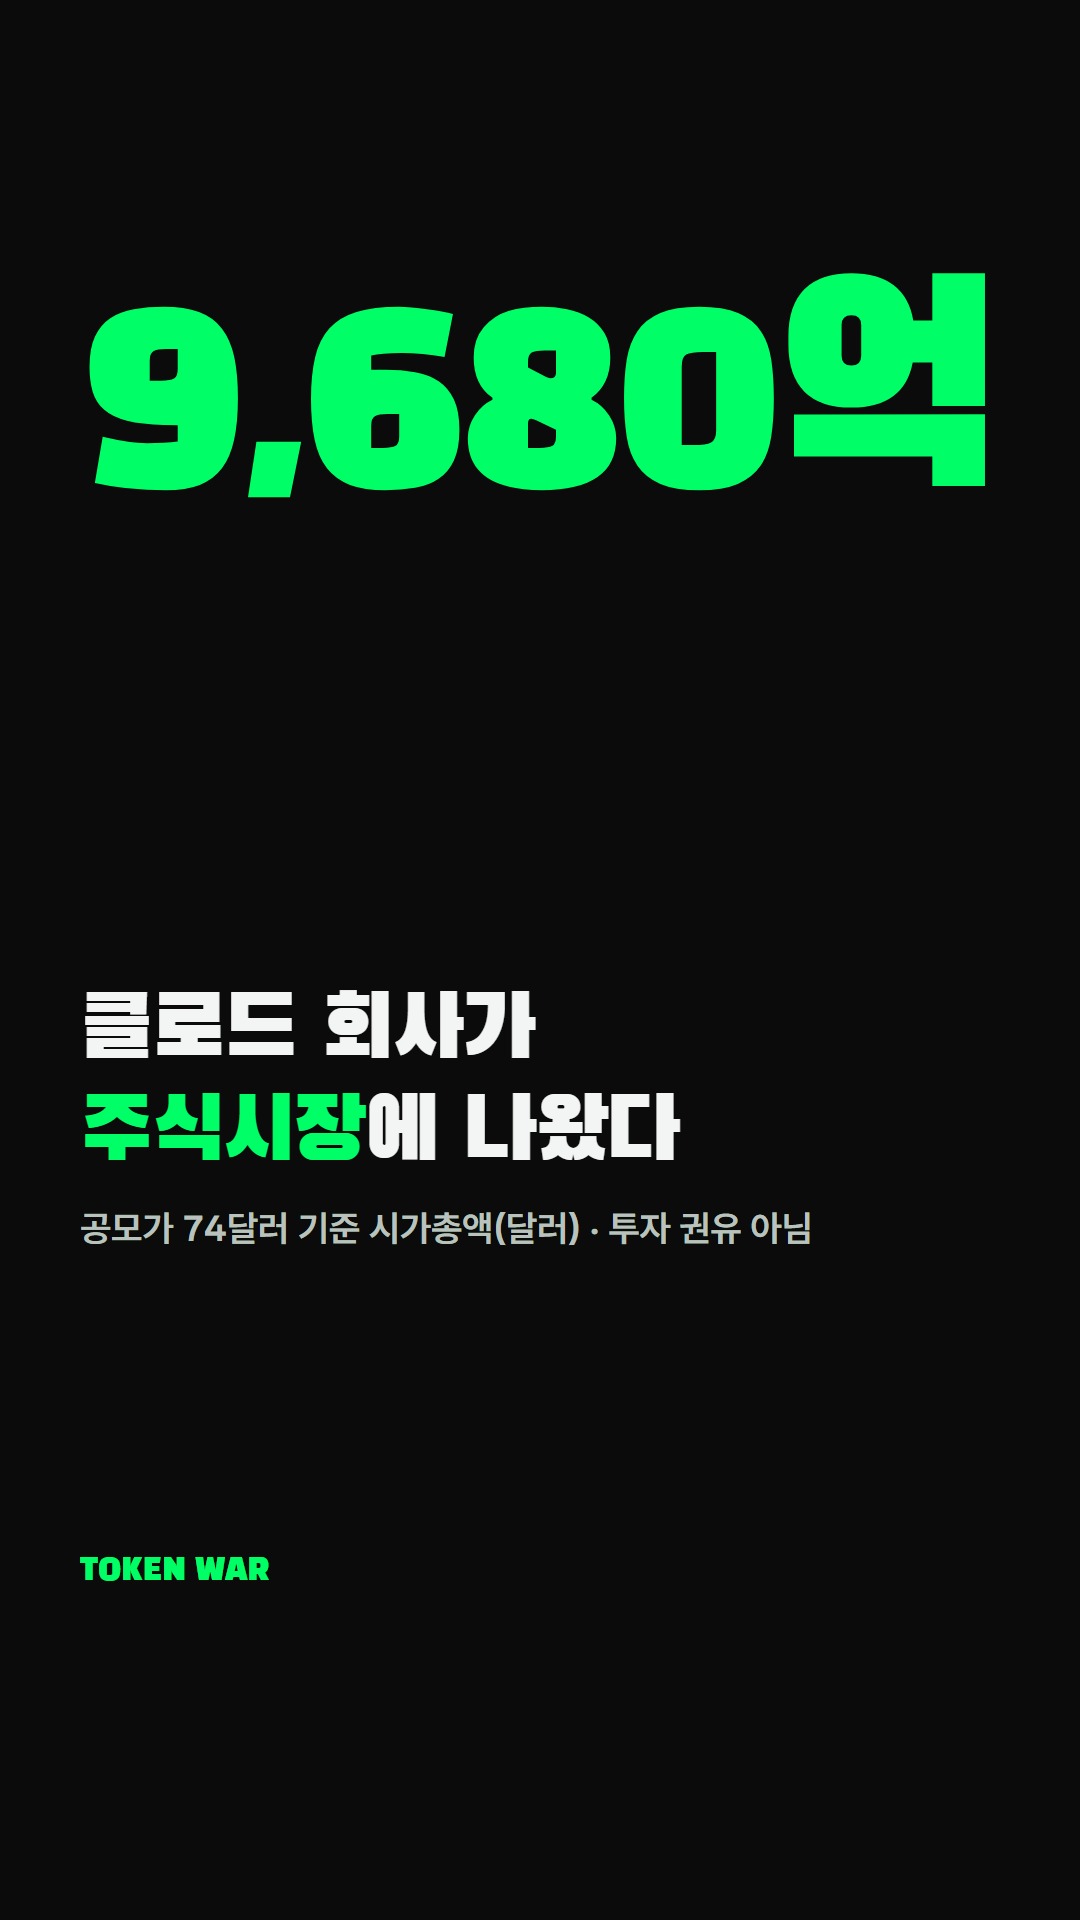 9,680억
클로드 회사가
주식시장에 나왔다
공모가 74달러 기준 시가총액(달러) · 투자 권유 아님
TOKEN WAR